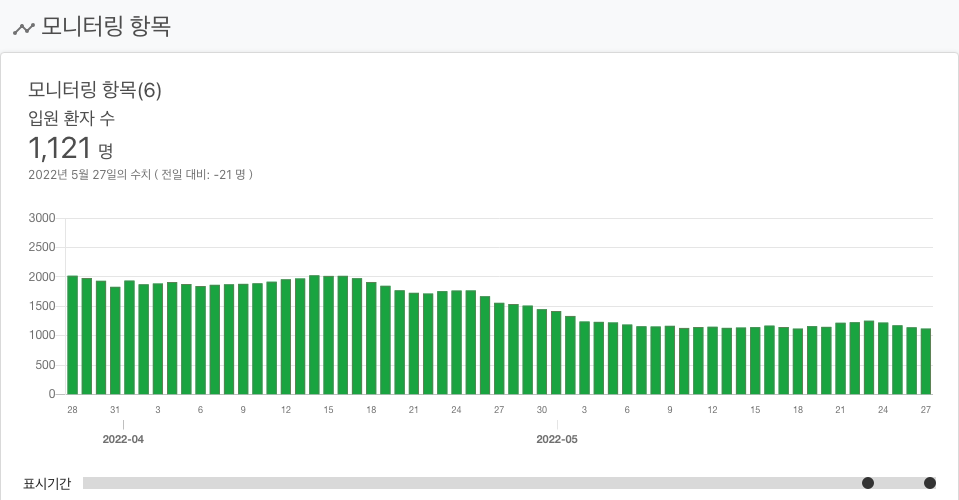 모니터링 항목
모니터링 항목(6)
입원 환자 수
1,121 명
2022년 5월 27일의 수치 ( 전일 대비: -21 명 )
3000
2500
2000
1500
1000
500
0
28 31 3 6 9 12 15 18 21 24 27 30 3 6 9 12 15 18 21 24 27
2022-04 2022-05
표시기간